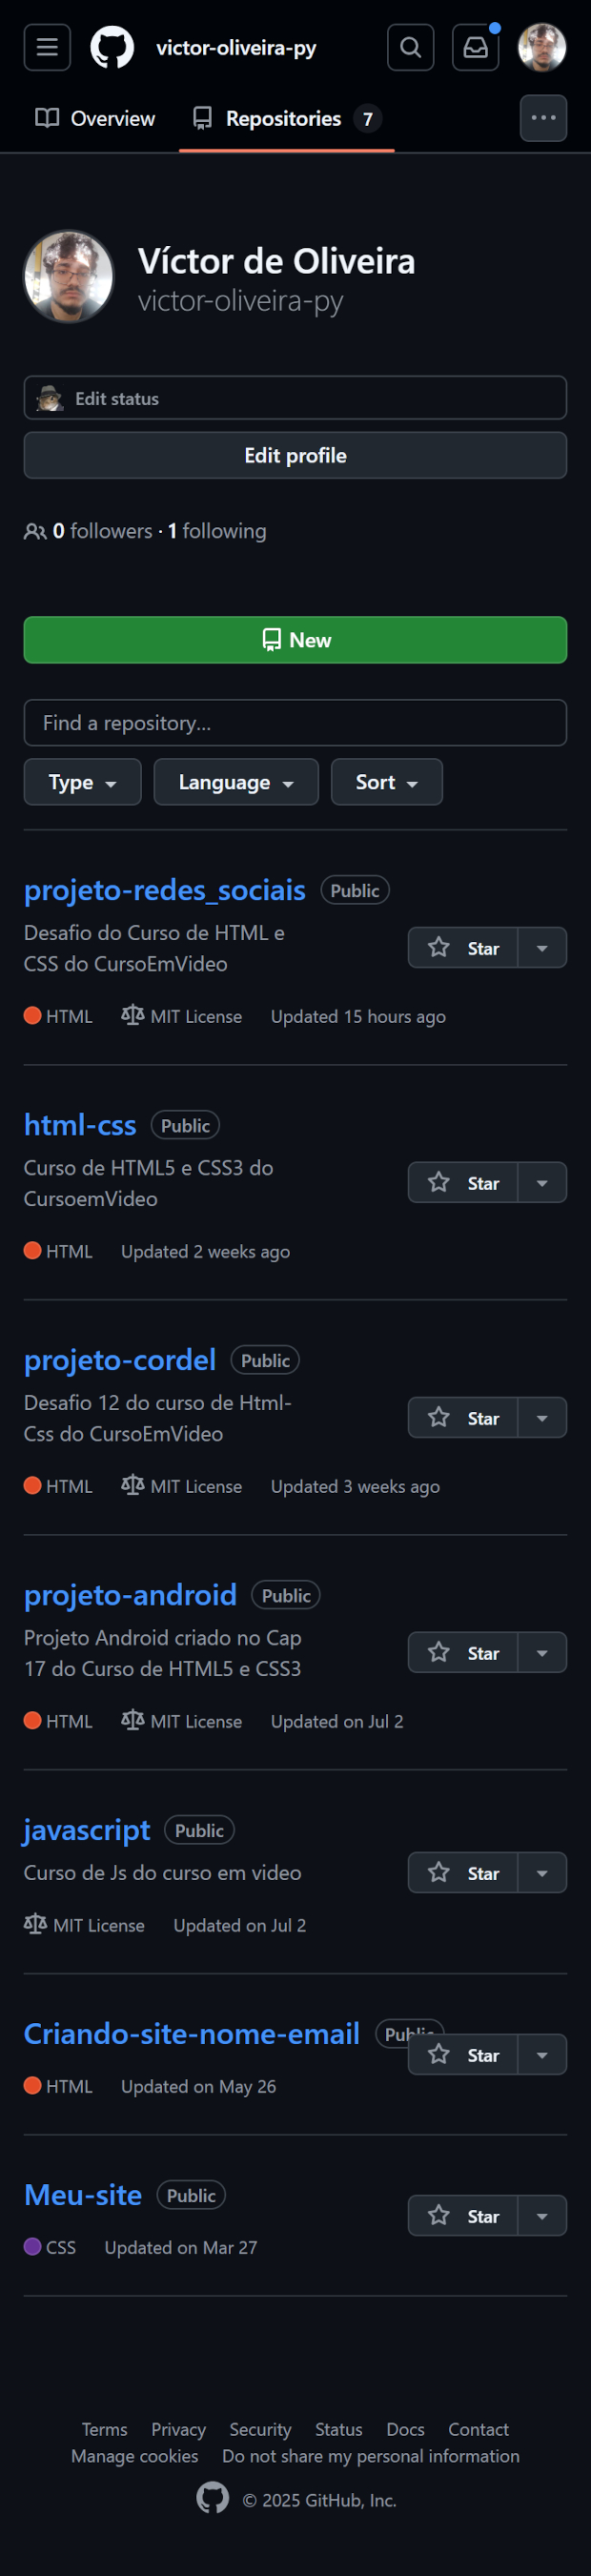 victor-oliveira-py
Overview Repositories 7
Víctor de Oliveira
victor-oliveira-py
Edit status
Edit profile
0 followers · 1 following
New
Find a repository...
Type Language Sort
projeto-redes_sociais Public
Desafio do Curso de HTML e
CSS do CursoEmVideo
Star
HTML MIT License Updated 15 hours ago
html-css Public
Curso de HTML5 e CSS3 do
CursoemVideo
Star
HTML Updated 2 weeks ago
projeto-cordel Public
Desafio 12 do curso de Html-
Css do CursoEmVideo
Star
HTML MIT License Updated 3 weeks ago
projeto-android Public
Projeto Android criado no Cap
17 do Curso de HTML5 e CSS3
Star
HTML MIT License Updated on Jul 2
javascript Public
Curso de Js do curso em video
Star
MIT License Updated on Jul 2
Criando-site-nome-email Public
Star
HTML Updated on May 26
Meu-site Public
Star
CSS Updated on Mar 27
Terms Privacy Security Status Docs Contact
Manage cookies Do not share my personal information
© 2025 GitHub, Inc.